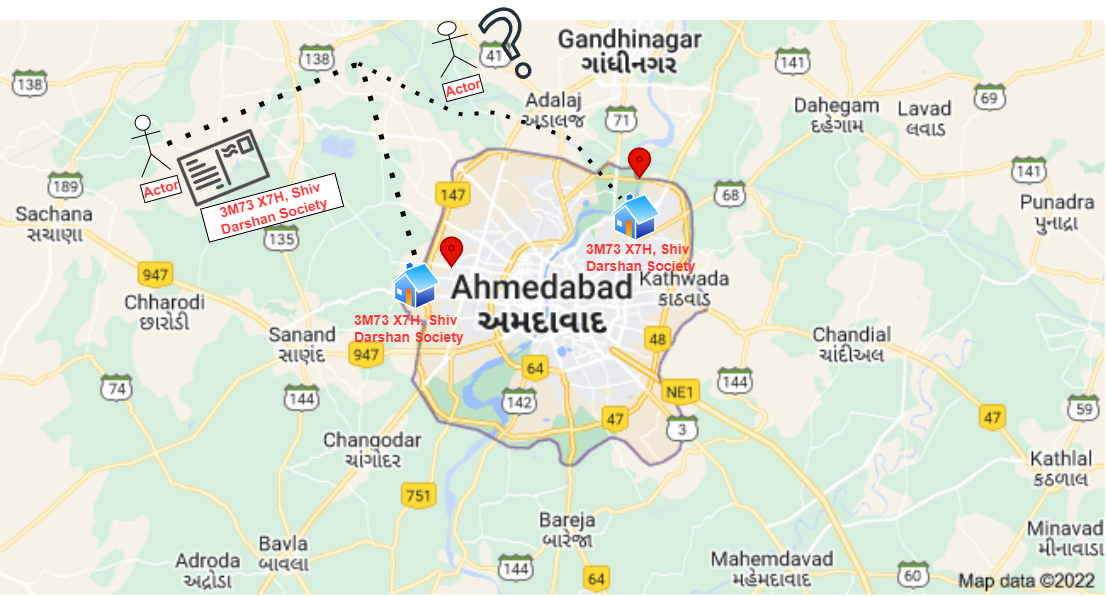 41
Gandhinagar
ગાંધીનગર
138
138
141
Actor
69
Adalaj
અડાલજ
Dahegam
દહેગામ
Lavad
લવાડ
71
Actor
141
189
147
68
3M73 X7H, Shiv
Darshan Society
Sachana
સચાણા
Punadra
પુનાદ્રા
135
3M73 X7H, Shiv
Darshan Society
947
Ahmedabad
અમદાવાદ
Kathwada
કાઠવાડ
Chharodi
છારોડી
3M73 X7H, Shiv
Darshan Society
Sanand
સાણંદ
48
Chandial
ચાંદીઅલ
947
64
74
144
142
NE1
144
59
47
47
3
Changodar
ચાંગોદર
Kathlal
કઠળાલ
751
Bareja
બારેજા
Minavad
મીનાવાડા
Bavla
બાવલા
Adroda
અદ્રોડા
144
64
Mahemdavad
મહેમદાવાદ
60
Map data ©2022